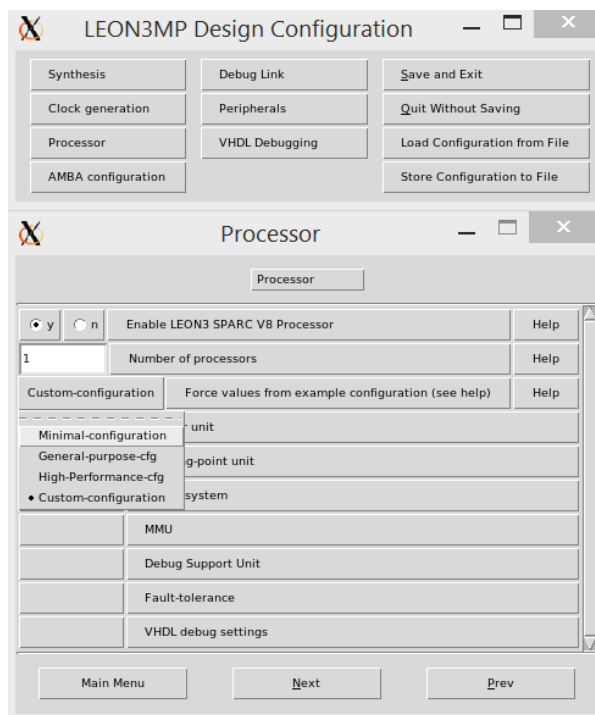 LEON3MP Design Configuration
Synthesis
Debug Link
Save and Exit
Clock generation
Peripherals
Quit Without Saving
Processor
VHDL Debugging
Load Configuration from File
AMBA configuration
Store Configuration to File
Processor
Processor
y
n
Enable LEON3 SPARC V8 Processor
Help
1
Number of processors
Help
Custom-configuration
Force values from example configuration (see help)
Help
Minimal-configuration
unit
General-purpose-cfg
g-point unit
High-Performance-cfg
Custom-configuration
system
MMU
Debug Support Unit
Fault-tolerance
VHDL debug settings
Main Menu
Next
Prev